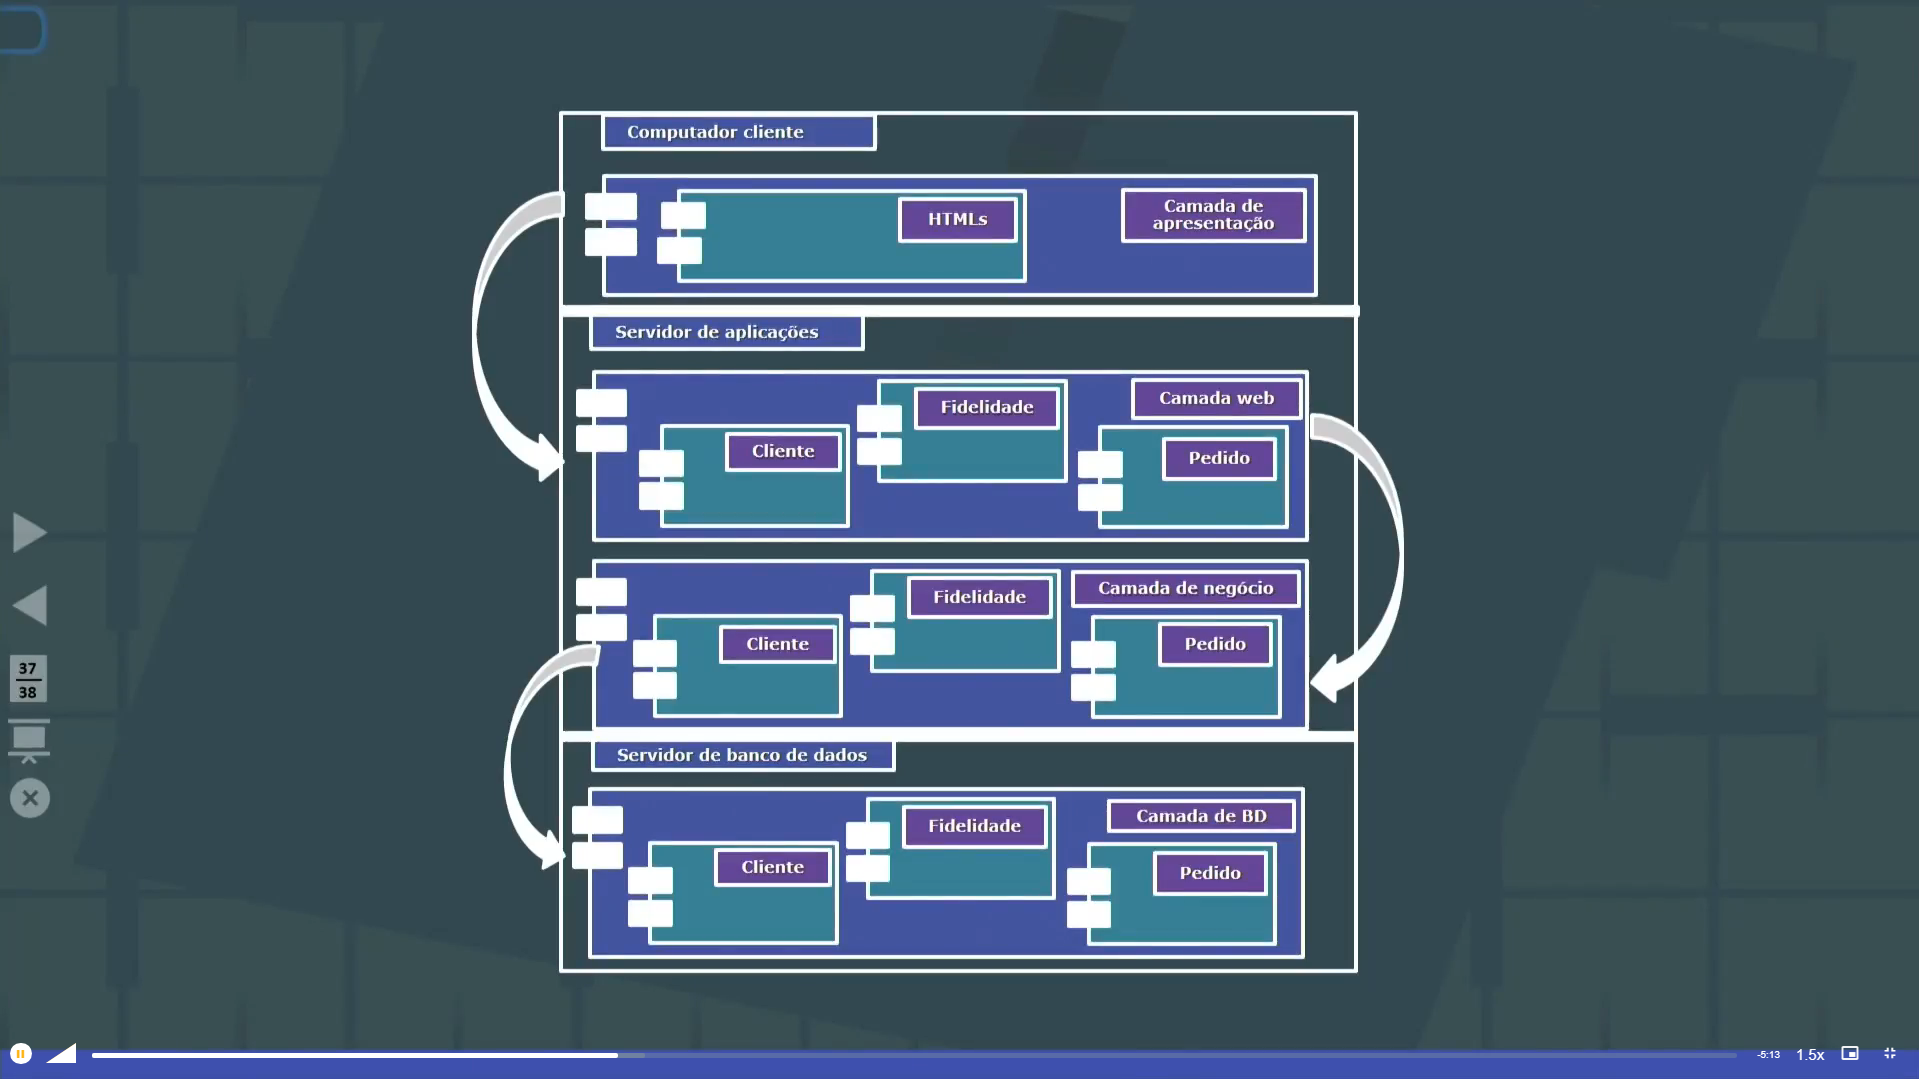 Computador cliente
HTMLs
Camada de
apresentação
Servidor de aplicações
Camada web
Fidelidade
Cliente
Pedido
Camada de negócio
Fidelidade
Cliente
Pedido
37
38
Servidor de banco de dados
Camada de BD
Fidelidade
Cliente
Pedido
-5:13
1.5x